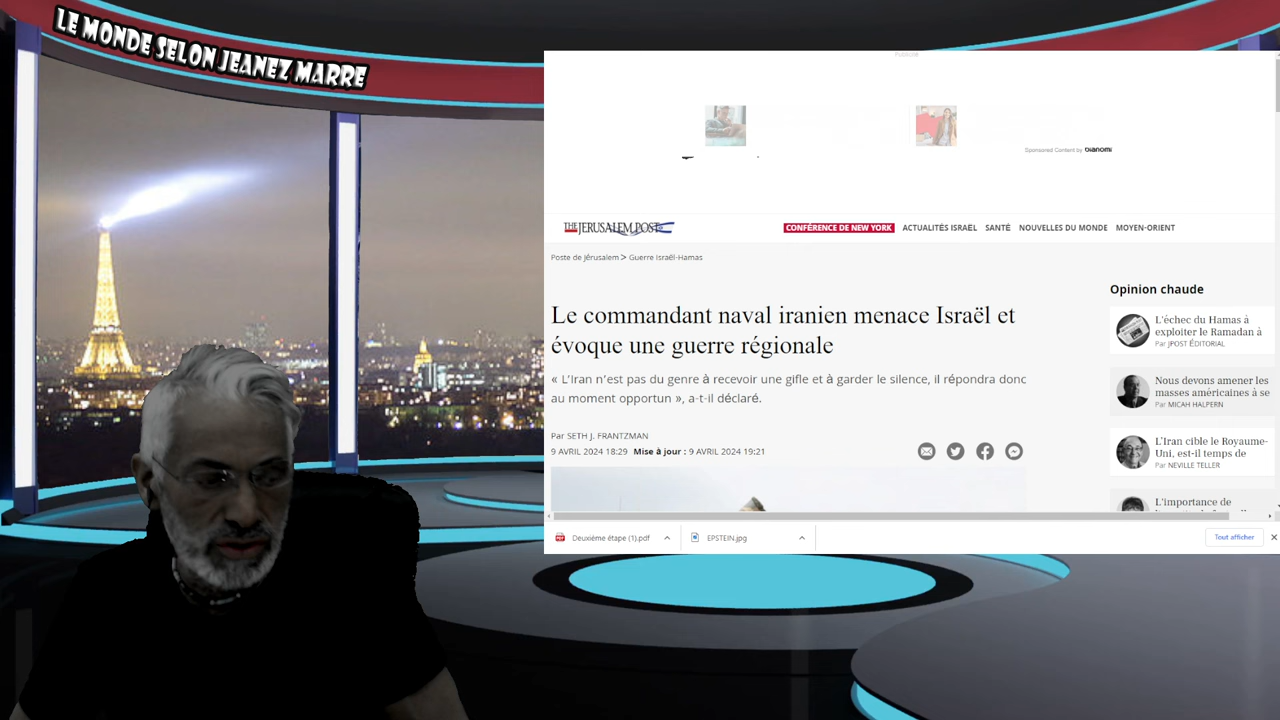 LE MONDE SELON JEANEZ MARRE
Publicité
Sponsored Content by bianomi
THE JERUSALEM POST
CONFÉRENCE DE NEW YORK ACTUALITÉS ISRAËL SANTÉ NOUVELLES DU MONDE MOYEN-ORIENT
Poste de jérusalem > Guerre Israël-Hamas
Le commandant naval iranien menace Israël et
évoque une guerre régionale
« L'Iran n'est pas du genre à recevoir une gifle et à garder le silence, il répondra donc
au moment opportun », a-t-il déclaré.
Par SETH J. FRANTZMAN
9 AVRIL 2024 18:29 Mise à jour : 9 AVRIL 2024 19:21
Opinion chaude
L'échec du Hamas à
exploiter le Ramadan à
Par JPOST ÉDITORIAL
Nous devons amener les
masses américaines à se
Par MICAH HALPERN
L'Iran cible le Royaume-
Uni, est-il temps de
Par NEVILLE TELLER
L'importance de
Deuxième étape (1).pdf
EPSTEIN.jpg
Tout afficher